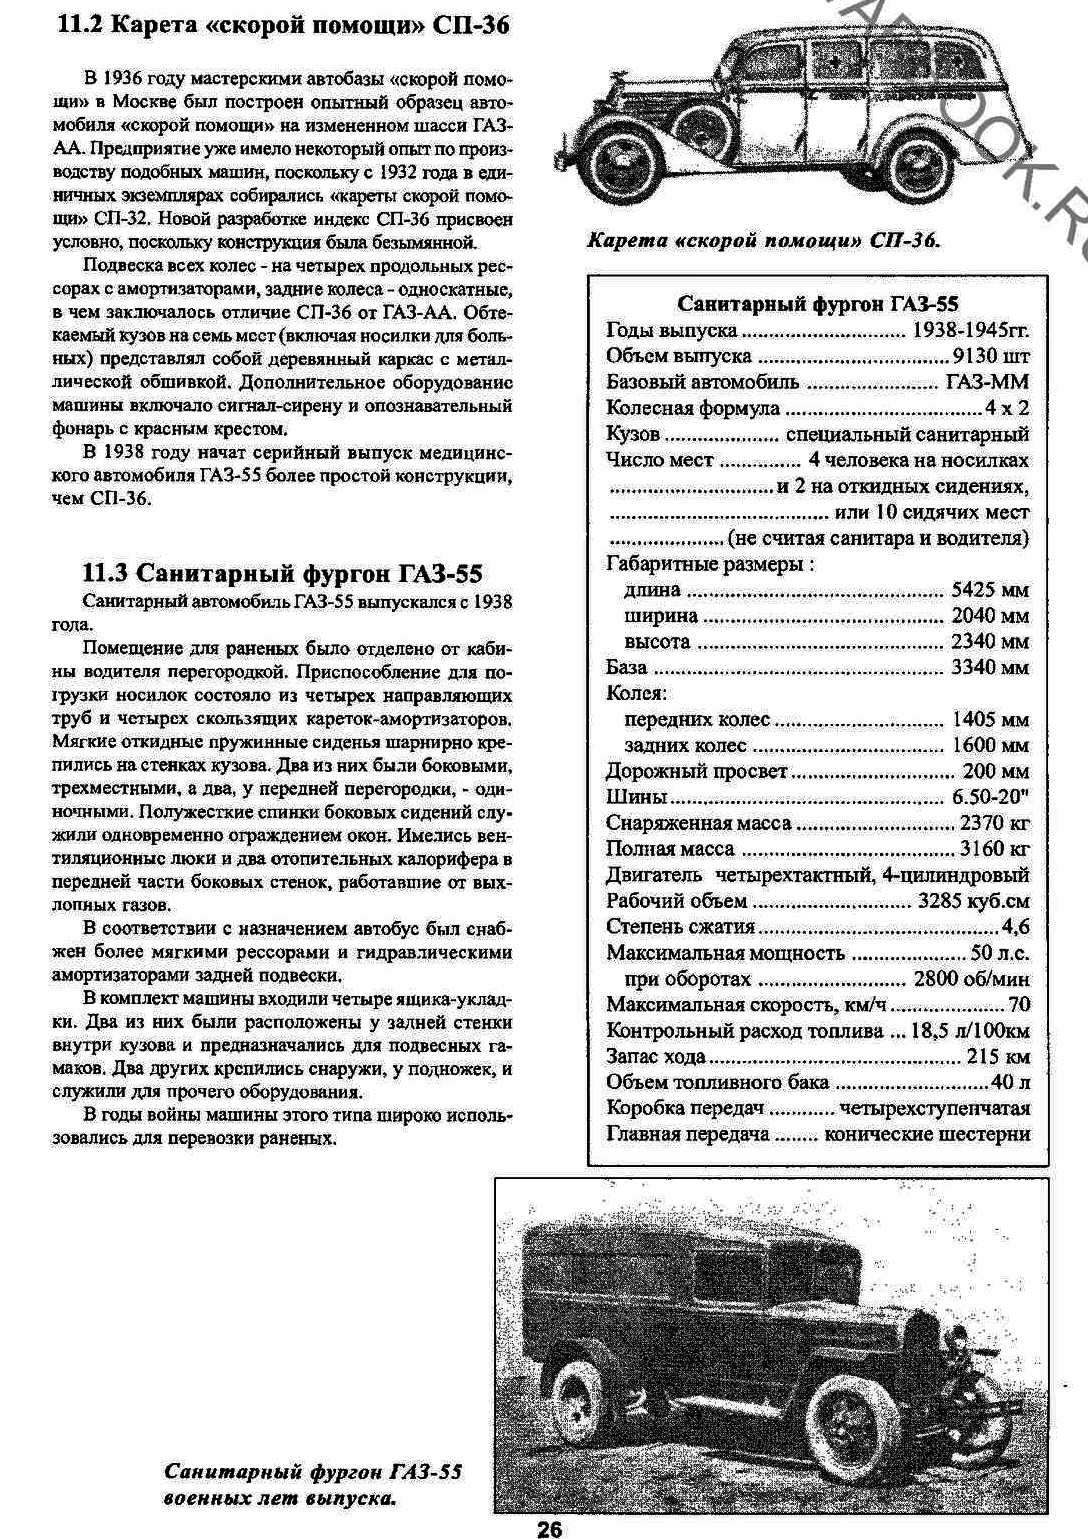 11.2 Карета «скорой помощи» СП-36
В 1936 году мастерскими автобазы «скорой помо-
щи» в Москве был построен опытный образец авто-
мобиля «скорой помощи» на измененном шасси ГАЗ-
АА. Предприятие уже имело некоторый опыт по произ-
водству подобных машин, поскольку с 1932 года в еди-
ничных экземплярах собирались «кареты скорой помо-
щи» СП-32. Новой разработке индекс СП-36 присвоен
условно, поскольку конструкция была безымянной.
Подвеска всех колес - на четырех продольных рес-
сорах с амортизаторами, задние колеса - односкатные,
в чем заключалось отличие СП-36 от ГАЗ-АА. Обте-
каемый кузов на семь мест (включая носилки для боль-
ных) представлял собой деревянный каркас с метал-
лической обшивкой. Дополнительное оборудование
машины включало сигнал-сирену и опознавательный
фонарь с красным крестом.
В 1938 году начат серийный выпуск медицинс-
кого автомобиля ГАЗ-55 более простой конструкции,
чем СП-36.
11.3 Санитарный фургон ГАЗ-55
Санитарный автомобиль ГАЗ-55 выпускался с 1938
года.
Помещение для раненых было отделено от каби-
ны водителя перегородкой. Приспособление для по-
грузки носилок состояло из четырех направляющих
труб и четырех скользящих кареток-амортизаторов.
Мягкие откидные пружинные сиденья шарнирно кре-
пились на стенках кузова. Два из них были боковыми,
трехместными, а два, у передней перегородки, - оди-
ночными. Полужесткие спинки боковых сидений слу-
жили одновременно ограждением окон. Имелись вен-
тиляционные люки и два отопительных калорифера в
передней части боковых стенок, работавшие от вых-
лопных газов.
В соответствии с назначением автобус был снаб-
жен более мягкими рессорами и гидравлическими
амортизаторами задней подвески.
В комплект машины входили четыре ящика-уклад-
ки. Два из них были расположены у задней стенки
внутри кузова и предназначались для подвесных га-
маков. Два других крепились снаружи, у подножек, и
служили для прочего оборудования.
В годы войны машины этого типа широко исполь-
зовались для перевозки раненых.
Карета «скорой помощи» СП-36.
Санитарный фургон ГАЗ-55
Годы выпуска ............................ 1938-1945гг.
Объем выпуска ................................. 9130 шт
Базовый автомобиль ....................... ГАЗ-ММ
Колесная формула .................................. 4 х 2
Кузов .................... специальный санитарный
Число мест .............. 4 человека на носилках
............................ и 2 на откидных сидениях,
...................................... или 10 сидячих мест
.................... (не считая санитара и водителя)
Габаритные размеры :
длина ............................................ 5425 мм
ширина ......................................... 2040 мм
высота .......................................... 2340 мм
База .................................................. 3340 мм
Колея:
передних колес ............................. 1405 мм
задних колес ................................. 1600 мм
Дорожный просвет ............................ 200 мм
Шины ............................................... 6.50-20"
Снаряженная масса ........................... 2370 кг
Полная масса ..................................... 3160 кг
Двигатель четырехтактный, 4-цилиндровый
Рабочий объем ........................... 3285 куб.см
Степень сжатия ......................................... 4,6
Максимальная мощность .................... 50 л.с.
при оборотах .......................... 2800 об/мин
Максимальная скорость, км/ч .................... 70
Контрольный расход топлива ... 18,5 л/100км
Запас хода ........................................... 215 км
Объем топливного бака .......................... 40 л
Коробка передач ............ четырехступенчатая
Главная передача ........ конические шестерни
Санитарный фургон ГАЗ-55
военных лет выпуска.
26